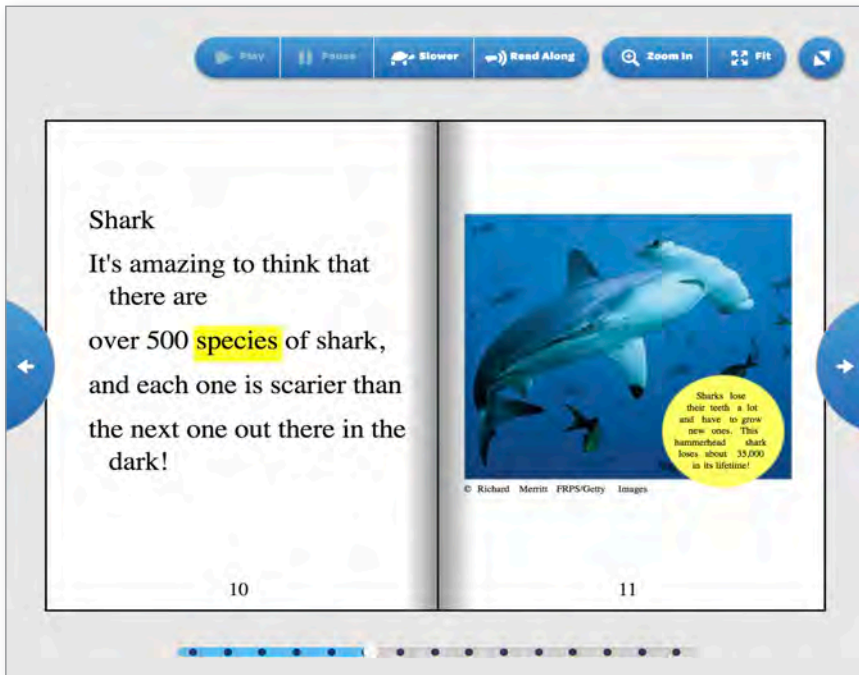 Play
Pause
Slower
Read Along
Zoom In
Fit
Shark
It's amazing to think that
there are
over 500 species of shark,
and each one is scarier than
the next one out there in the
dark!
10
Sharks lose
their teeth a lot
and have to grow
new ones. This
hammerhead shark
loses about 35,000
in its lifetime!
© Richard Merritt FRPS/Getty Images
11